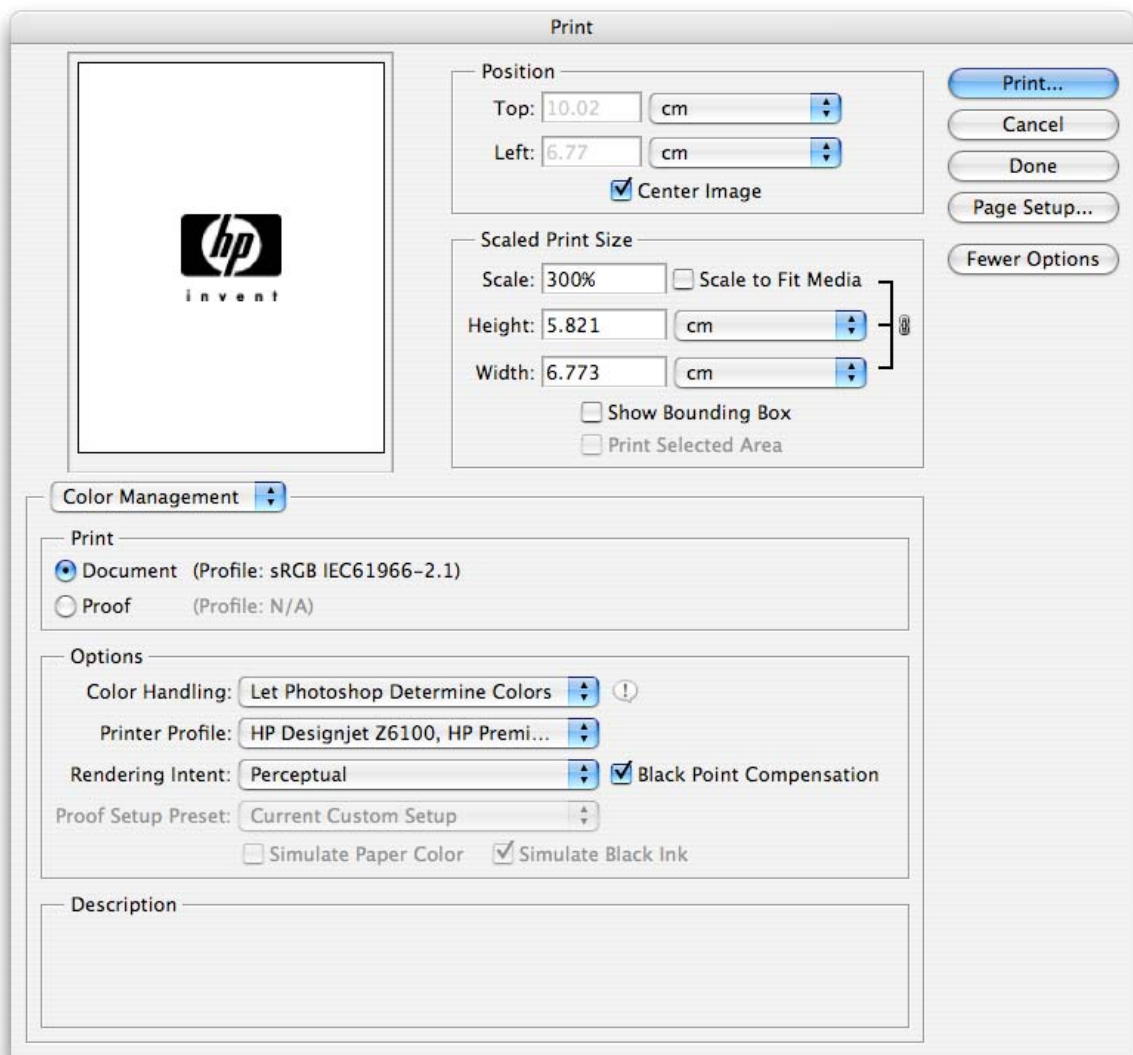 Print
hp
invent
Position
Top: 10.02 cm
Left: 6.77 cm
Center Image
Scaled Print Size
Scale: 300% Scale to Fit Media
Height: 5.821 cm
Width: 6.773 cm
Show Bounding Box
Print Selected Area
Print...
Cancel
Done
Page Setup...
Fewer Options
Color Management
Print
Document (Profile: sRGB IEC61966-2.1)
Proof (Profile: N/A)
Options
Color Handling: Let Photoshop Determine Colors
Printer Profile: HP Designjet Z6100, HP Premi...
Rendering Intent: Perceptual Black Point Compensation
Proof Setup Preset: Current Custom Setup
Simulate Paper Color Simulate Black Ink
Description